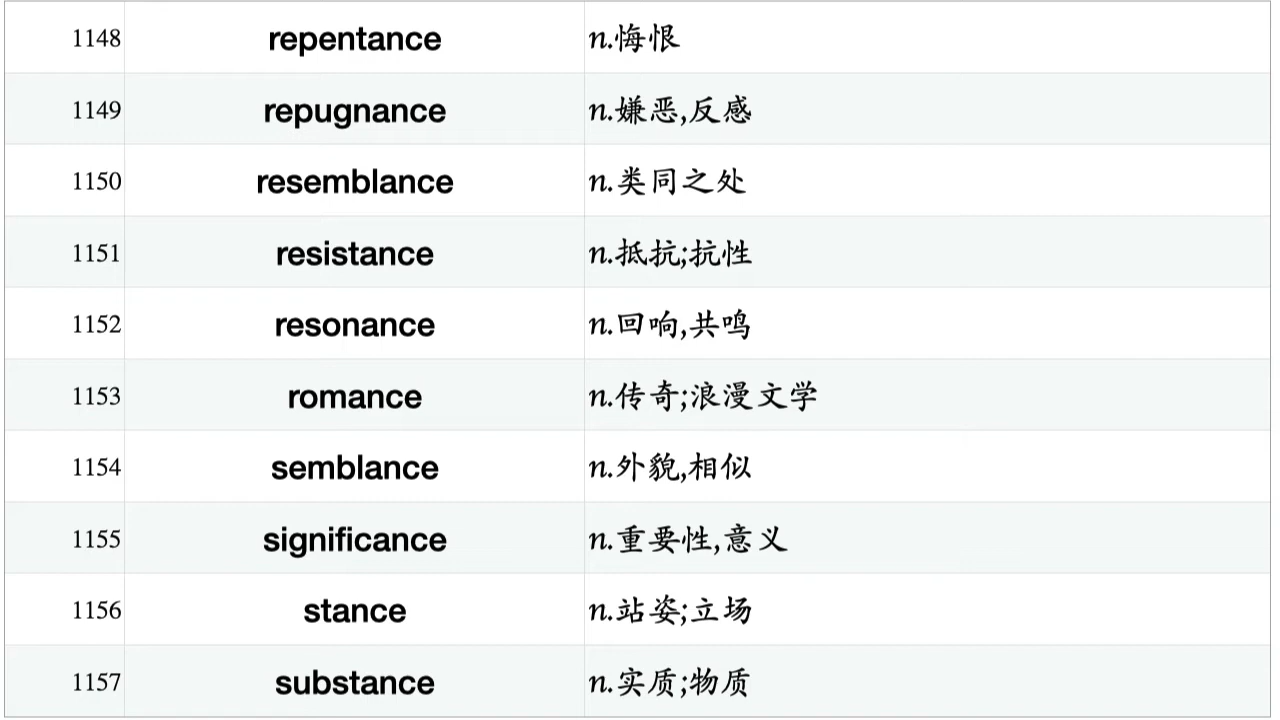 1148 repentance n.悔恨
1149 repugnance n.嫌恶,反感
1150 resemblance n.类同之处
1151 resistance n.抵抗;抗性
1152 resonance n.回响,共鸣
1153 romance n.传奇;浪漫文学
1154 semblance n.外貌,相似
1155 significance n.重要性,意义
1156 stance n.站姿;立场
1157 substance n.实质;物质